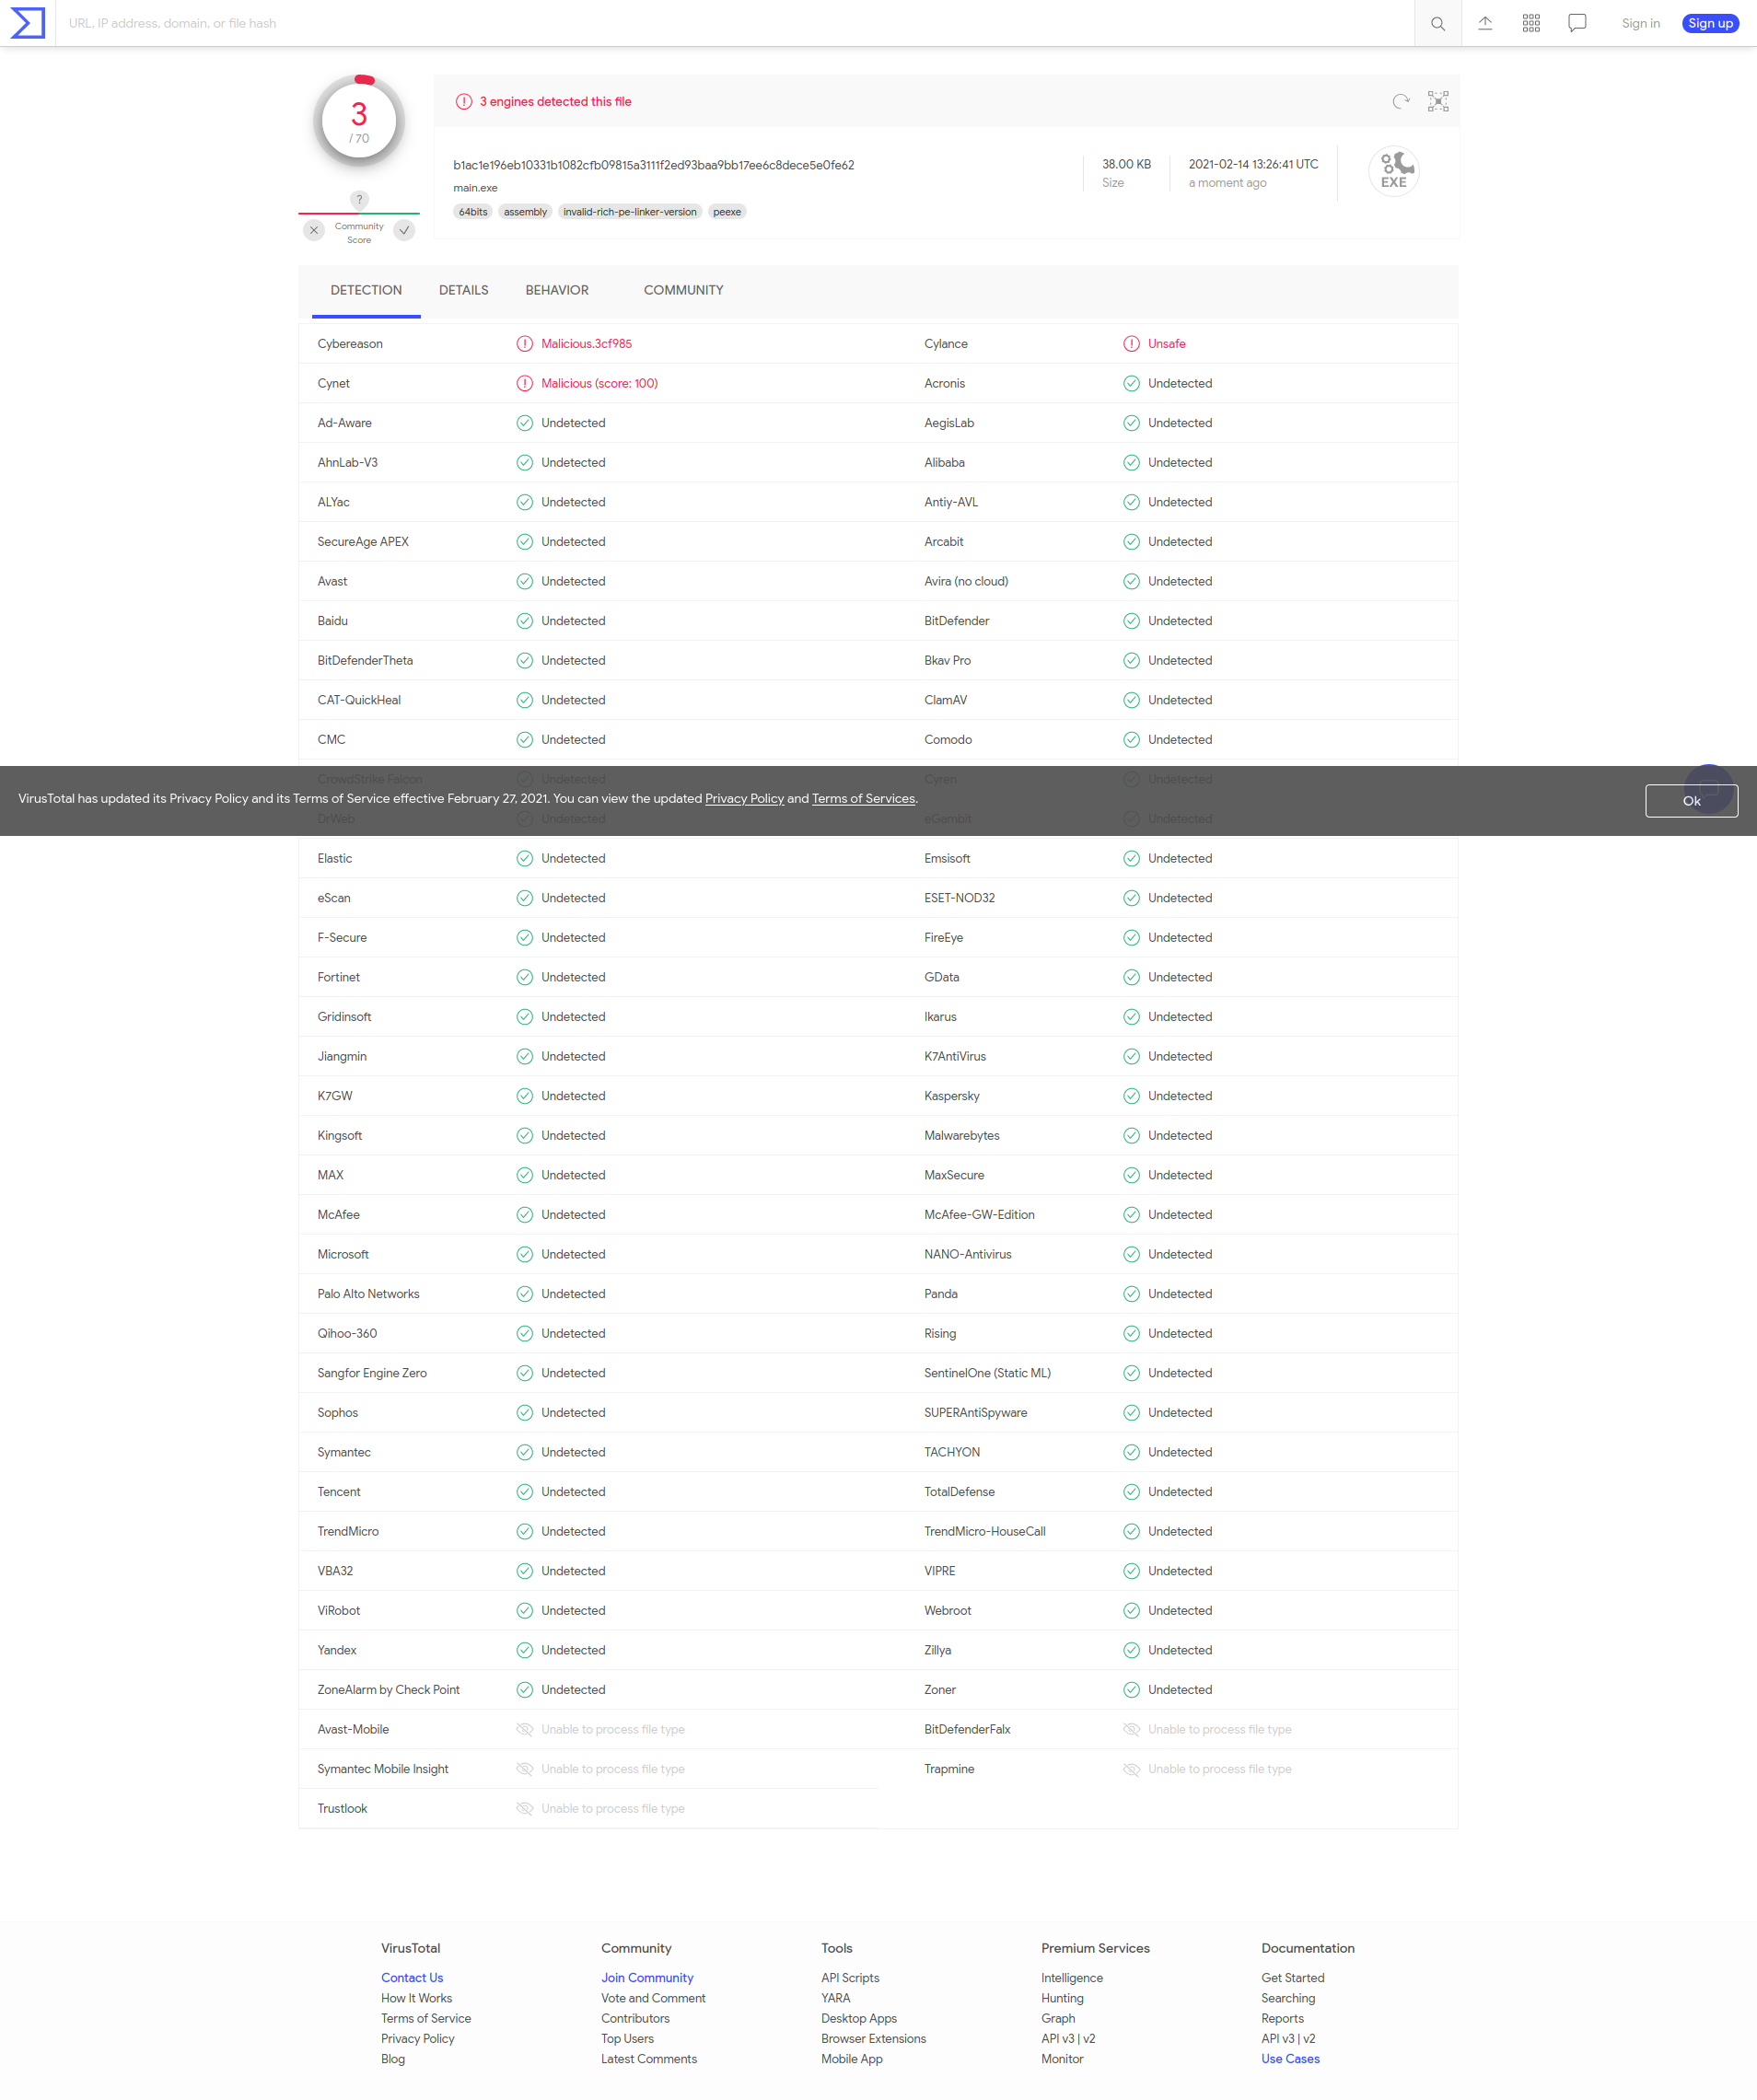 URL, IP address, domain, or file hash
Sign in
Sign up
3
/ 70
3 engines detected this file
b1ac1e196eb10331b1082cfb09815a3111f2ed93baa9bb17ee6c8dece5e0fe62
main.exe
64bits assembly invalid-rich-pe-linker-version peexe
38.00 KB
Size
2021-02-14 13:26:41 UTC
a moment ago
EXE
?
Community
Score
DETECTION DETAILS BEHAVIOR COMMUNITY
Cybereason Malicious.3cf985 Cylance Unsafe
Cynet Malicious (score: 100) Acronis Undetected
Ad-Aware Undetected AegisLab Undetected
AhnLab-V3 Undetected Alibaba Undetected
ALYac Undetected Antiy-AVL Undetected
SecureAge APEX Undetected Arcabit Undetected
Avast Undetected Avira (no cloud) Undetected
Baidu Undetected BitDefender Undetected
BitDefenderTheta Undetected Bkav Pro Undetected
CAT-QuickHeal Undetected ClamAV Undetected
CMC Undetected Comodo Undetected
CrowdStrike Falcon Undetected Cyren Undetected
VirusTotal has updated its Privacy Policy and its Terms of Service effective February 27, 2021. You can view the updated Privacy Policy and Terms of Services.
Ok
DrWeb Undetected eGambit Undetected
Elastic Undetected Emsisoft Undetected
eScan Undetected ESET-NOD32 Undetected
F-Secure Undetected FireEye Undetected
Fortinet Undetected GData Undetected
Gridinsoft Undetected Ikarus Undetected
Jiangmin Undetected K7AntiVirus Undetected
K7GW Undetected Kaspersky Undetected
Kingsoft Undetected Malwarebytes Undetected
MAX Undetected MaxSecure Undetected
McAfee Undetected McAfee-GW-Edition Undetected
Microsoft Undetected NANO-Antivirus Undetected
Palo Alto Networks Undetected Panda Undetected
Qihoo-360 Undetected Rising Undetected
Sangfor Engine Zero Undetected SentinelOne (Static ML) Undetected
Sophos Undetected SUPERAntiSpyware Undetected
Symantec Undetected TACHYON Undetected
Tencent Undetected TotalDefense Undetected
TrendMicro Undetected TrendMicro-HouseCall Undetected
VBA32 Undetected VIPRE Undetected
ViRobot Undetected Webroot Undetected
Yandex Undetected Zillya Undetected
ZoneAlarm by Check Point Undetected Zoner Undetected
Avast-Mobile Unable to process file type BitDefenderFalx Unable to process file type
Symantec Mobile Insight Unable to process file type Trapmine Unable to process file type
Trustlook Unable to process file type
VirusTotal Community Tools Premium Services Documentation
Contact Us Join Community API Scripts Intelligence Get Started
How It Works Vote and Comment YARA Hunting Searching
Terms of Service Contributors Desktop Apps Graph Reports
Privacy Policy Top Users Browser Extensions API v3 | v2 API v3 | v2
Blog Latest Comments Mobile App Monitor Use Cases